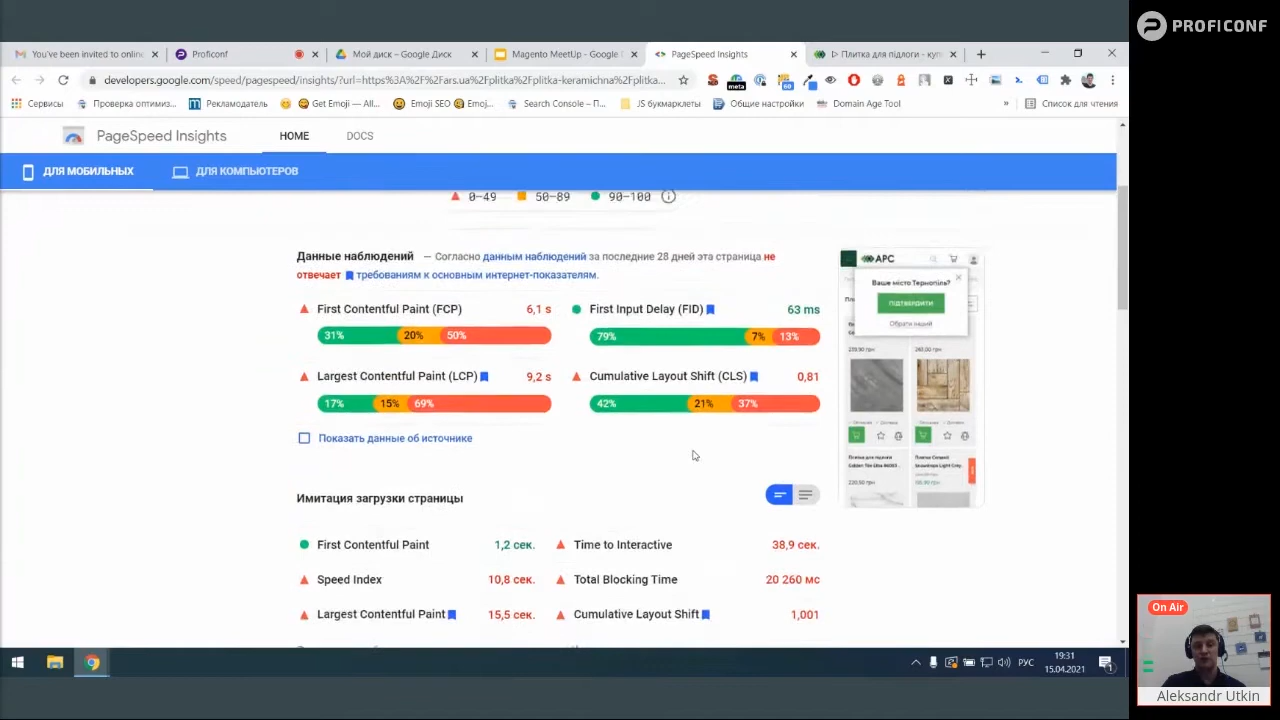 PROFICONF
You've been invited to online
Proficonf
Мой диск – Google Диск
Magento MeetUp - Google
PageSpeed Insights
Плитка для підлоги - куп
developers.google.com/speed/pagespeed/insights/?url=https%3A%2F%2Fars.ua%2Fplitka%2Fplitka-keramichna%2Fplitka...
meta
60
Сервисы
Проверка оптимиз...
Рекламодатель
Get Emoji — All...
Emoji SEO
Emoj...
Search Console – П...
JS букмарклеты
Общие настройки
Domain Age Tool
»
Список для чтения
PageSpeed Insights
HOME
DOCS
ДЛЯ МОБИЛЬНЫХ
ДЛЯ КОМПЬЮТЕРОВ
0–49 50–89 90–100
Данные наблюдений — Согласно данным наблюдений за последние 28 дней эта страница не
отвечает требованиям к основным интернет-показателям.
First Contentful Paint (FCP) 6,1 s
31% 20% 50%
First Input Delay (FID) 63 ms
79% 7% 13%
Largest Contentful Paint (LCP) 9,2 s
17% 15% 69%
Cumulative Layout Shift (CLS) 0,81
42% 21% 37%
Показать данные об источнике
АРС
Ваше місто Тернопіль?
ПІДТВЕРДИТИ
Обрати інший
219.90 грн
Имитация загрузки страницы
First Contentful Paint 1,2 сек.
Time to Interactive 38,9 сек.
Speed Index 10,8 сек.
Total Blocking Time 20 260 мс
Largest Contentful Paint 15,5 сек.
Cumulative Layout Shift 1,001
РУС
19:31
15.04.2021
1
On Air
Aleksandr Utkin